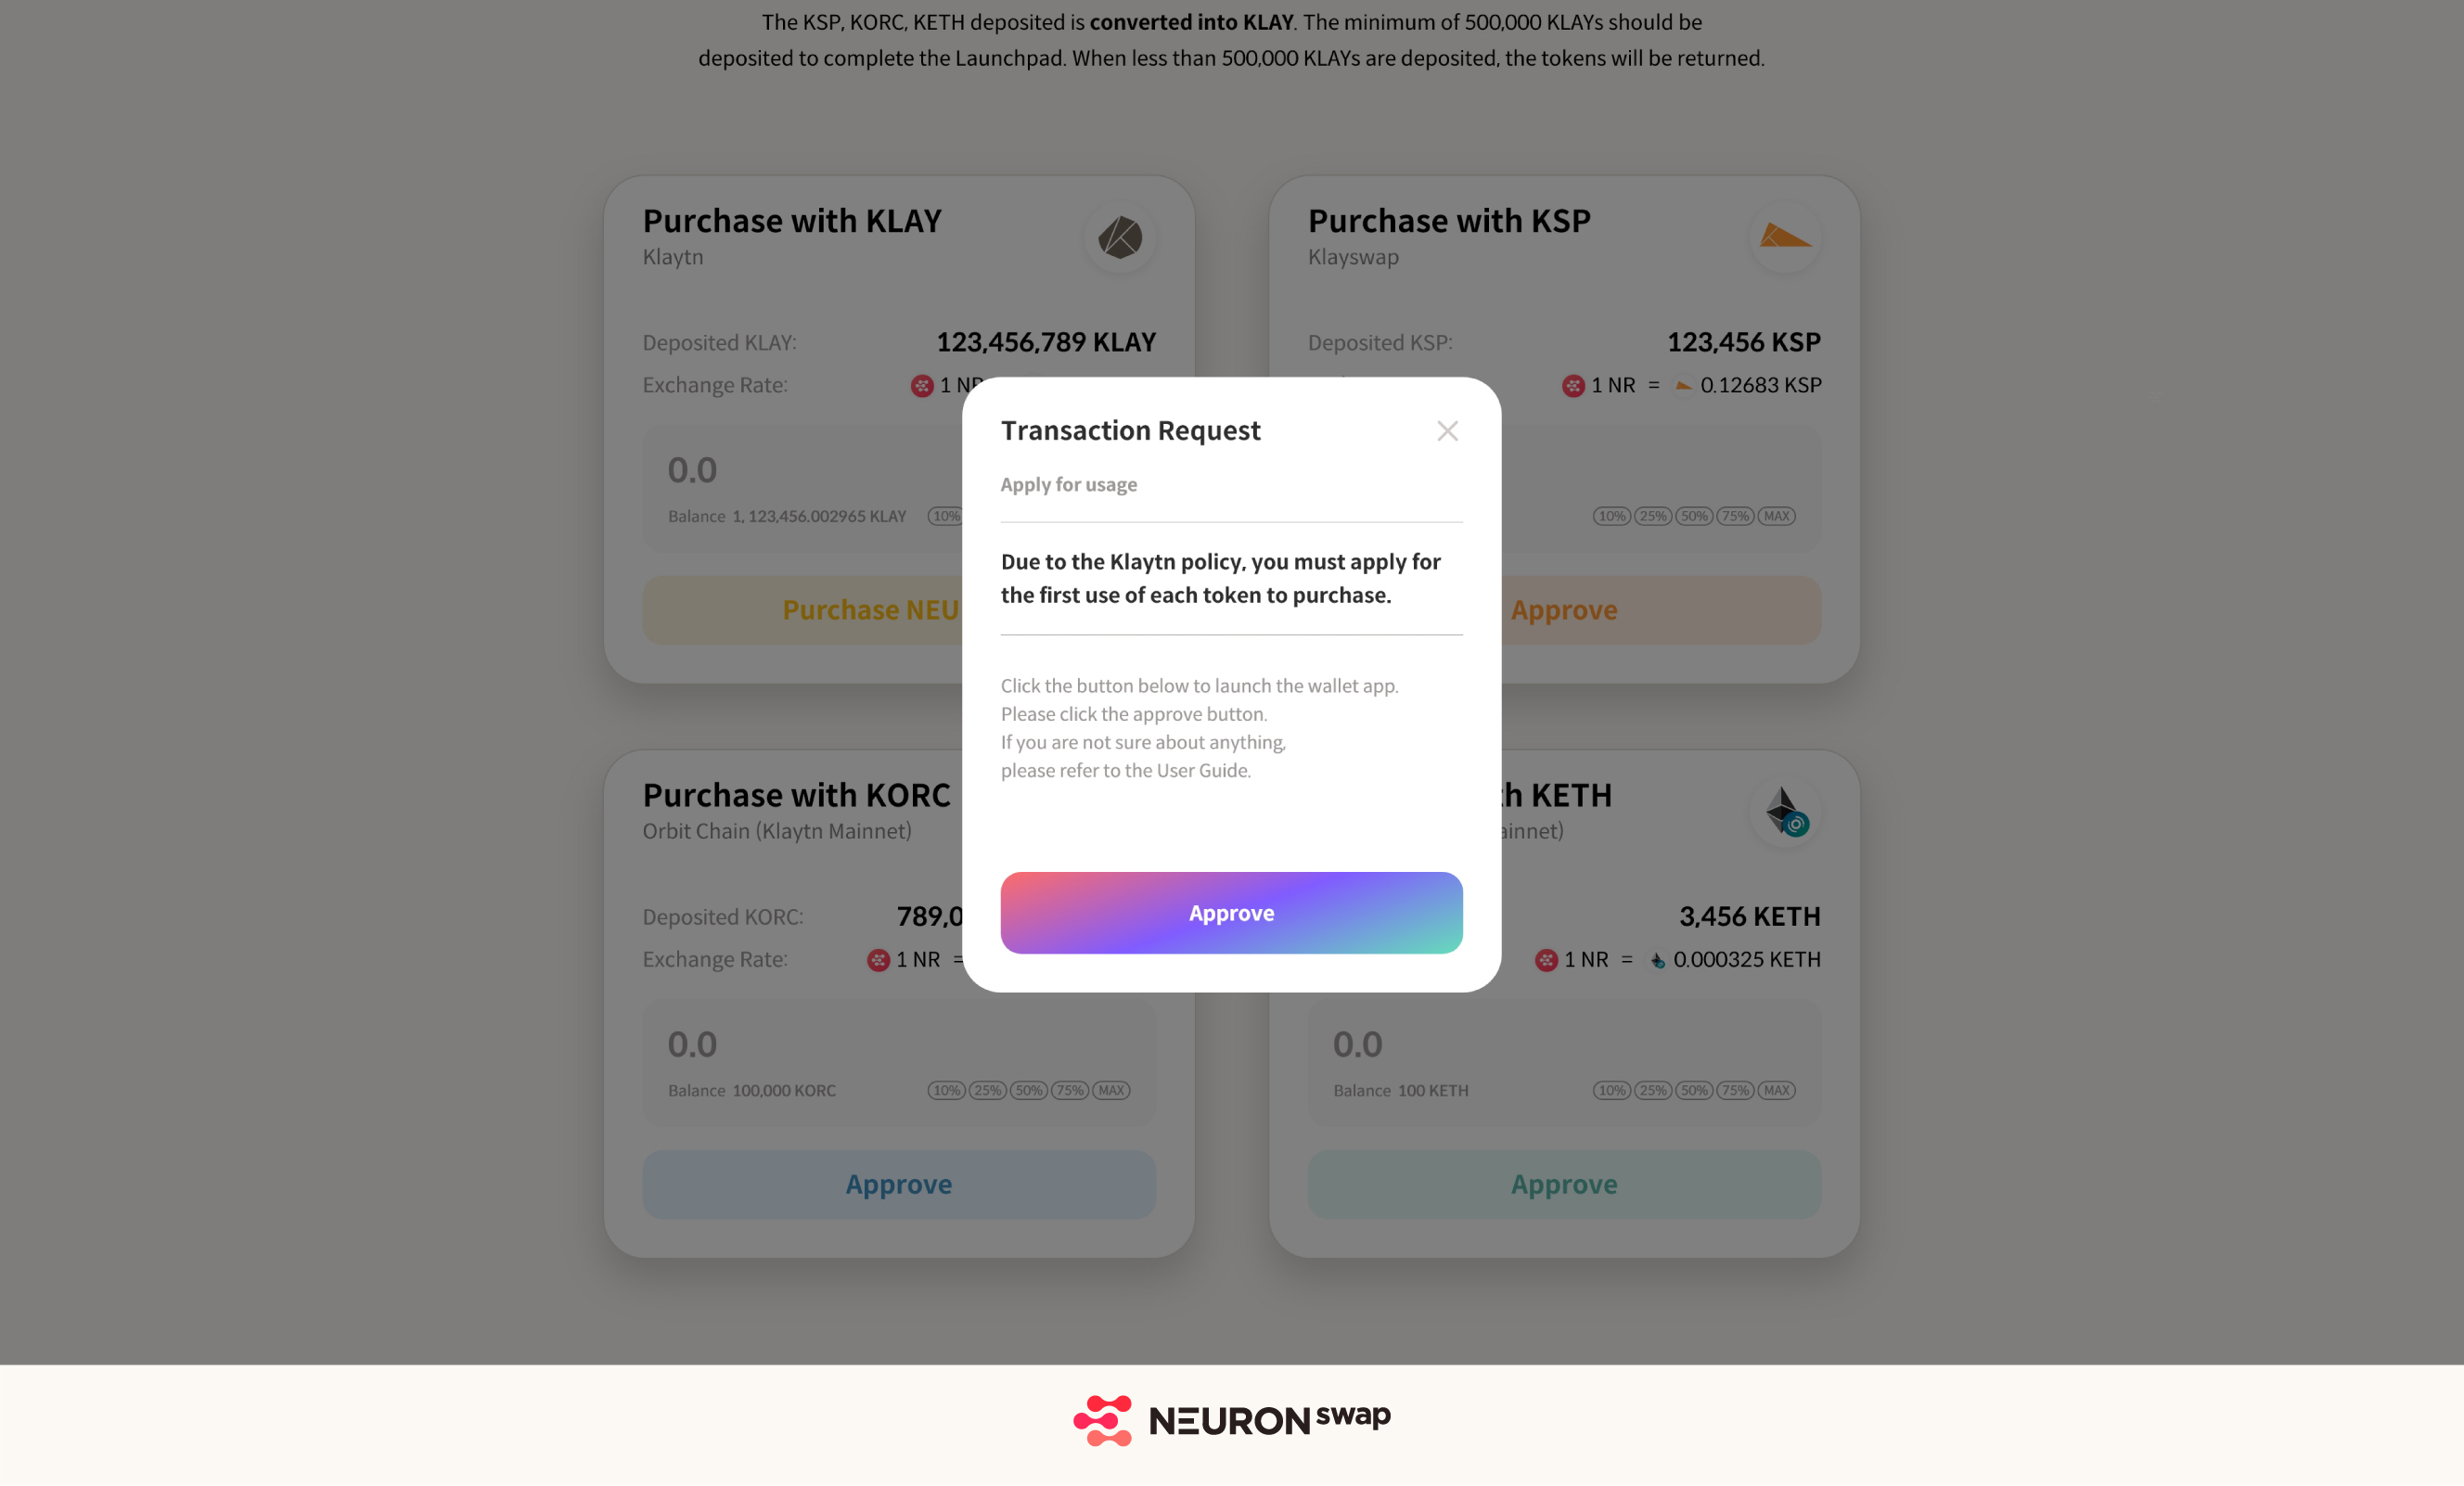 The KSP, KORC, KETH deposited is converted into KLAY. The minimum of 500,000 KLAYs should be
deposited to complete the Launchpad. When less than 500,000 KLAYs are deposited, the tokens will be returned.
Purchase with KLAY
Klaytn
Deposited KLAY: 123,456,789 KLAY
Exchange Rate: 1 NR
0.0
Balance 1, 123,456.002965 KLAY 10%
Purchase NEU
Purchase with KSP
Klayswap
Deposited KSP: 123,456 KSP
1 NR = 0.12683 KSP
10% 25% 50% 75% MAX
Approve
Transaction Request
Apply for usage
Due to the Klaytn policy, you must apply for
the first use of each token to purchase.
Click the button below to launch the wallet app.
Please click the approve button.
If you are not sure about anything,
please refer to the User Guide.
Approve
Purchase with KORC
Orbit Chain (Klaytn Mainnet)
Deposited KORC: 789,0
Exchange Rate: 1 NR =
0.0
Balance 100,000 KORC 10% 25% 50% 75% MAX
Approve
h KETH
ainnet)
3,456 KETH
1 NR = 0.000325 KETH
0.0
Balance 100 KETH 10% 25% 50% 75% MAX
Approve
NEURON swap